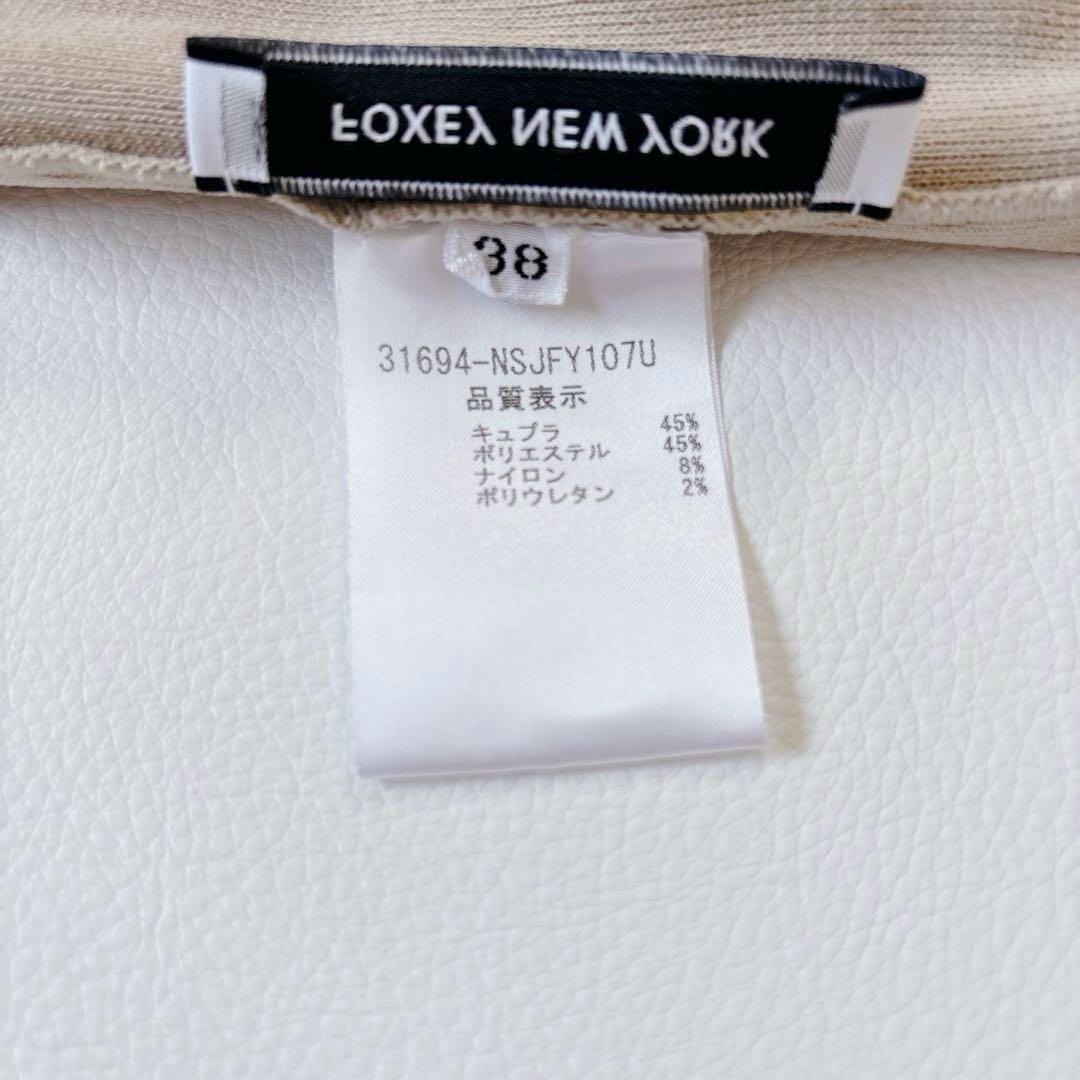 FOXEY NEW YORK
38
31694-NSJFY107U
品質表示
キュプラ 45%
ポリエステル 45%
ナイロン 8%
ポリウレタン 2%